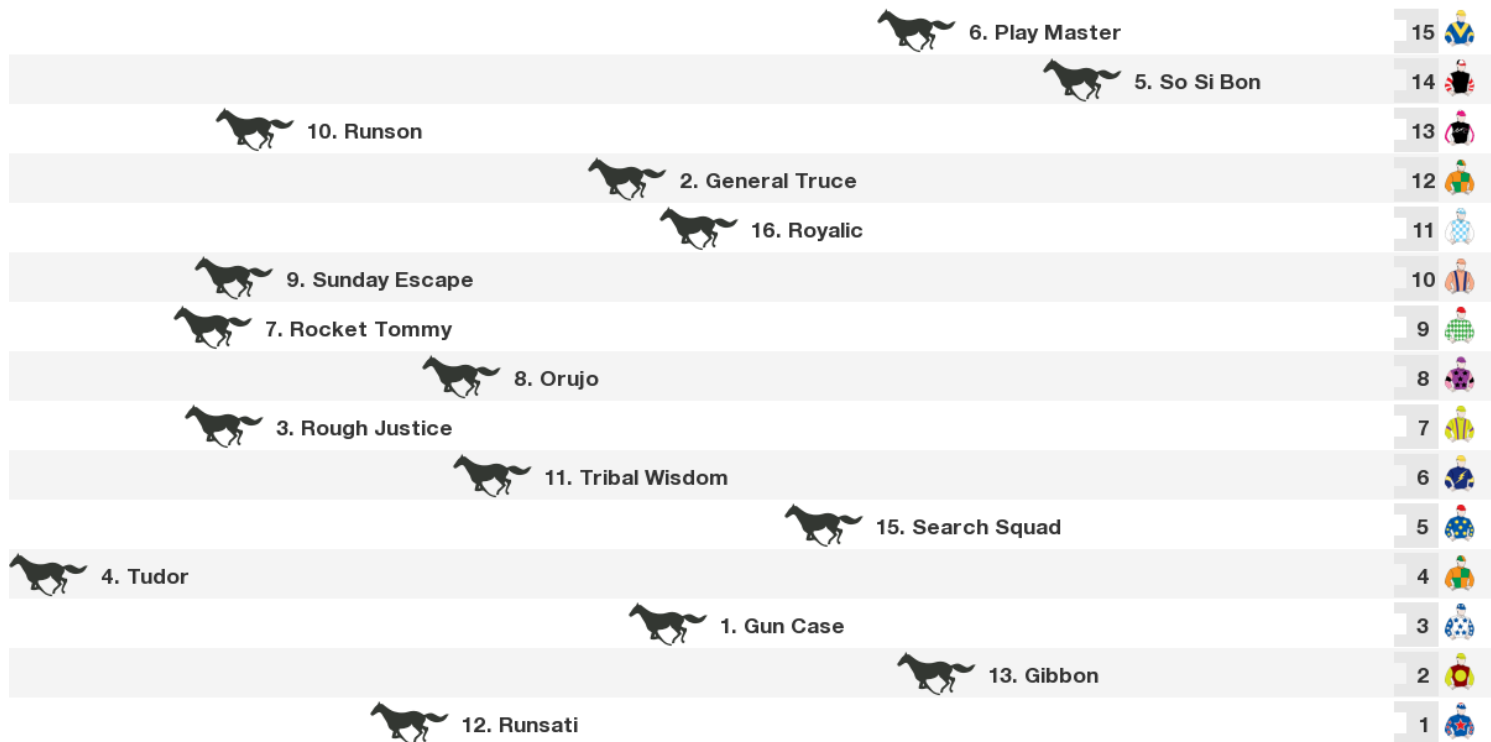 6. Play Master 15
5. So Si Bon 14
10. Runson 13
2. General Truce 12
16. Royalic 11
9. Sunday Escape 10
7. Rocket Tommy 9
8. Orujo 8
3. Rough Justice 7
11. Tribal Wisdom 6
15. Search Squad 5
4. Tudor 4
1. Gun Case 3
13. Gibbon 2
12. Runsati 1